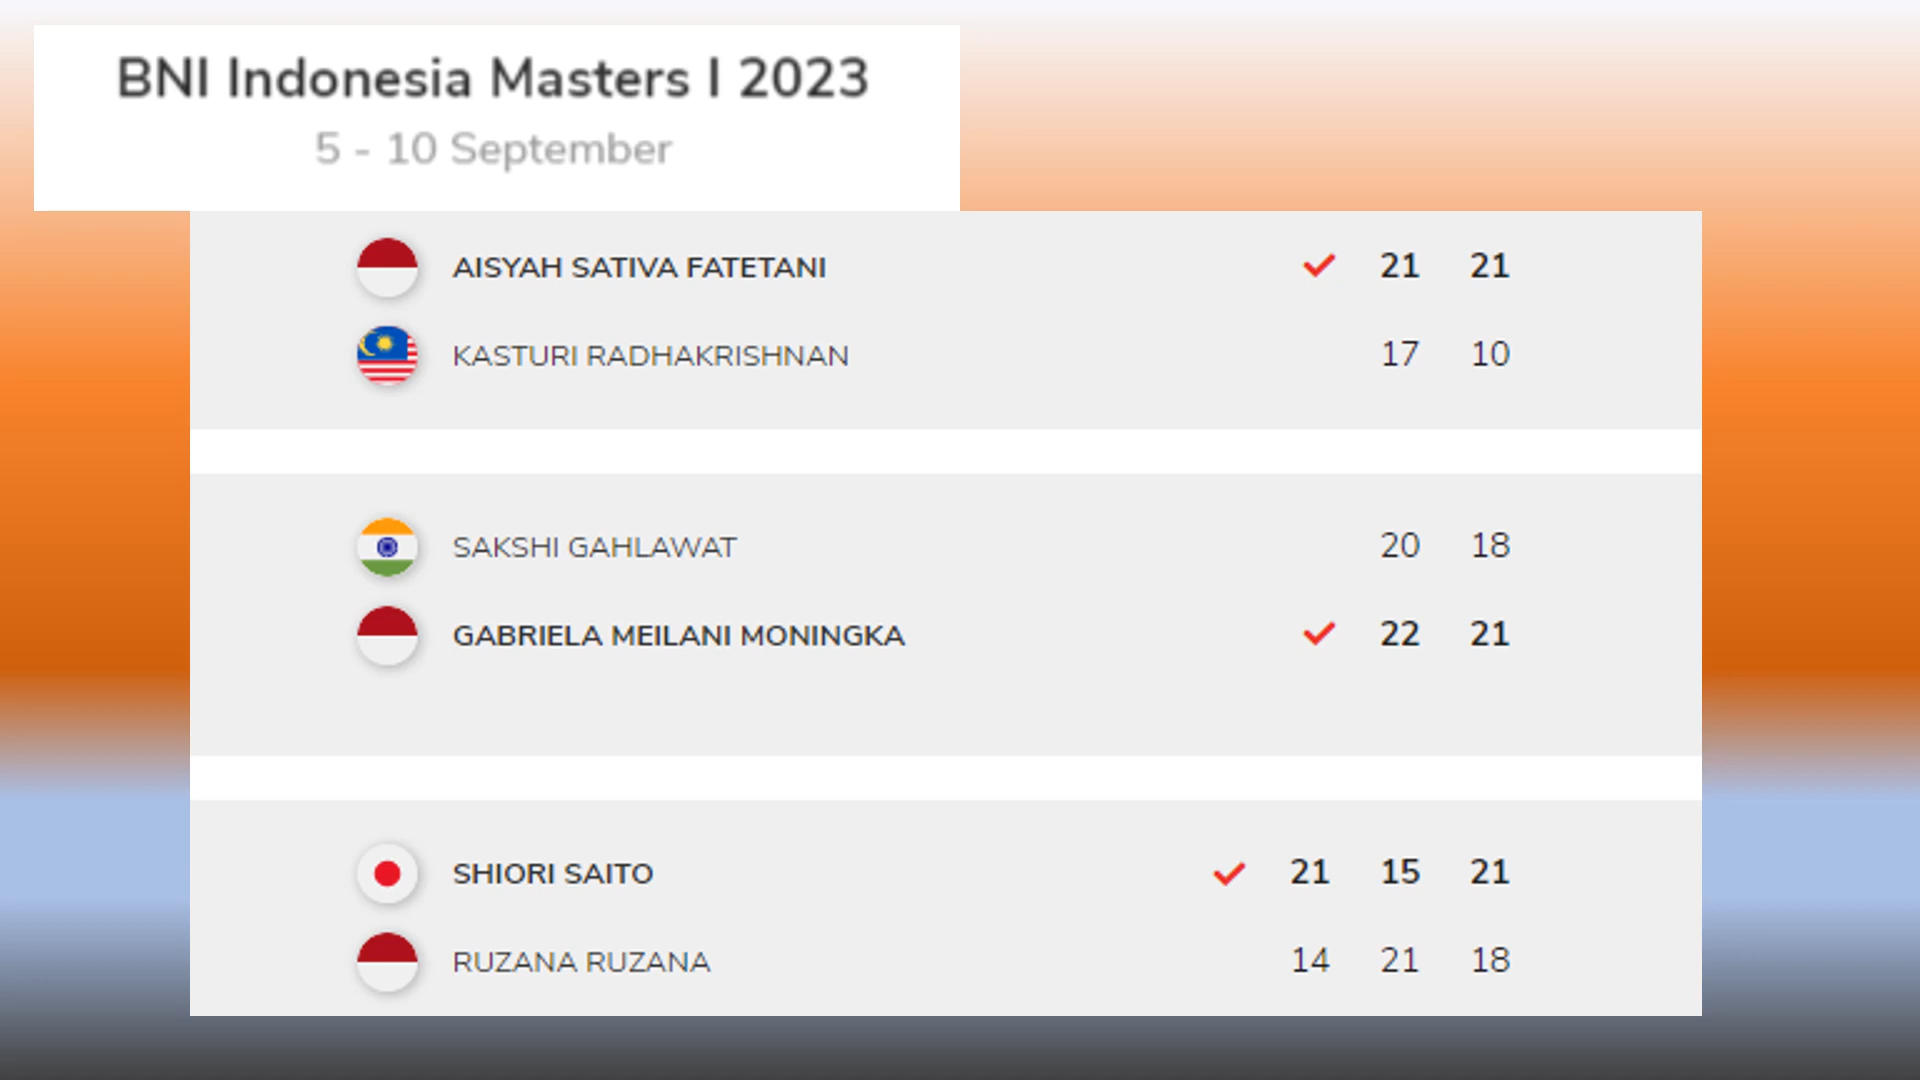 BNI Indonesia Masters I 2023
5 - 10 September
AISYAH SATIVA FATETANI 21 21
KASTURI RADHAKRISHNAN 17 10
SAKSHI GAHLAWAT 20 18
GABRIELA MEILANI MONINGKA 22 21
SHIORI SAITO 21 15 21
RUZANA RUZANA 14 21 18